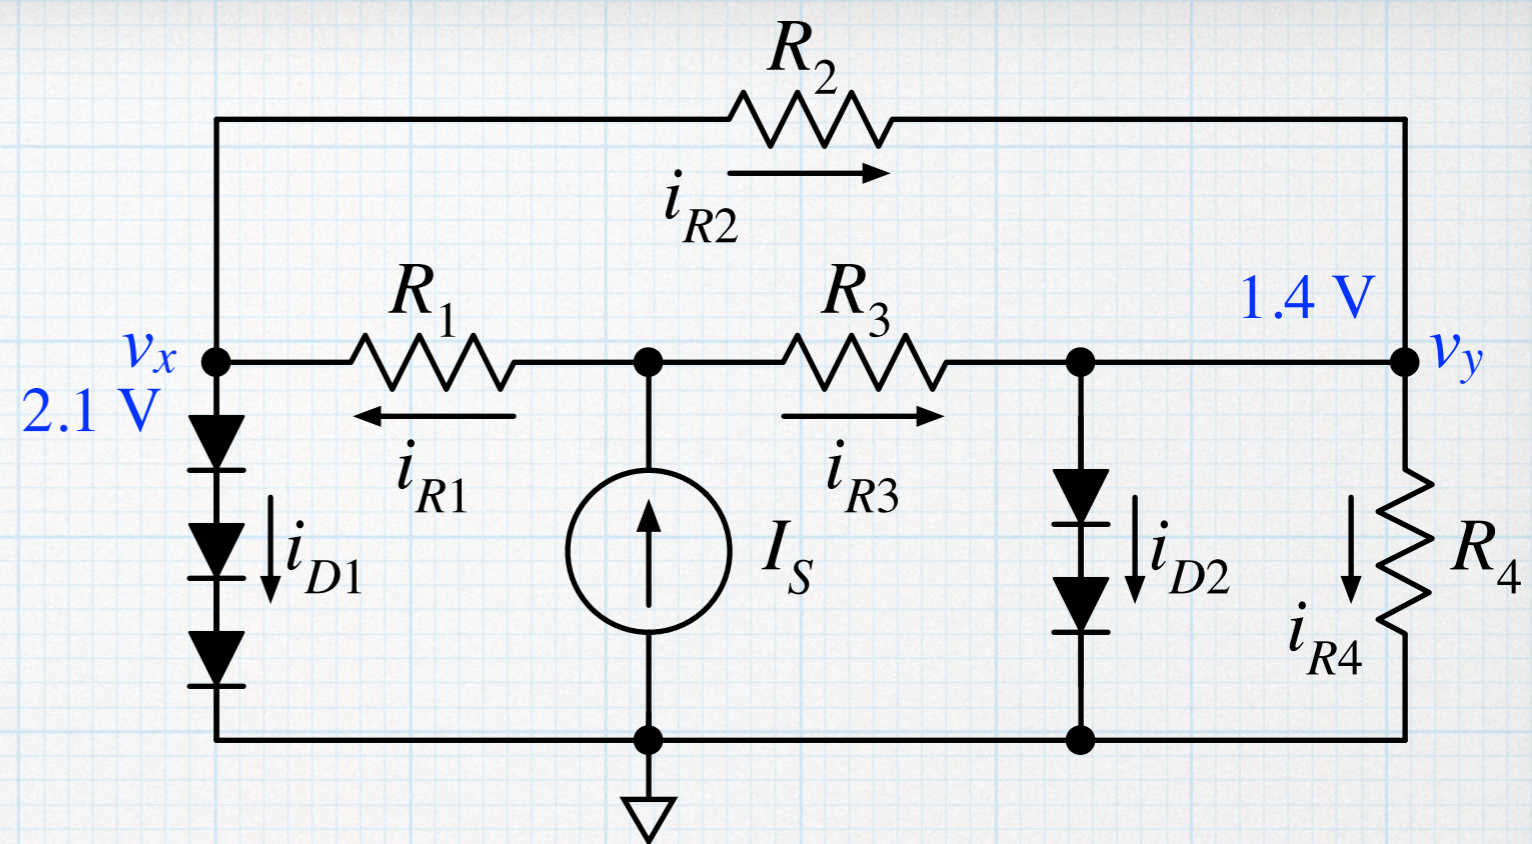 R2
iR2
R1
R3
1.4 V
vx
vy
2.1 V
iR1
iR3
iD1
IS
iD2
R4
iR4